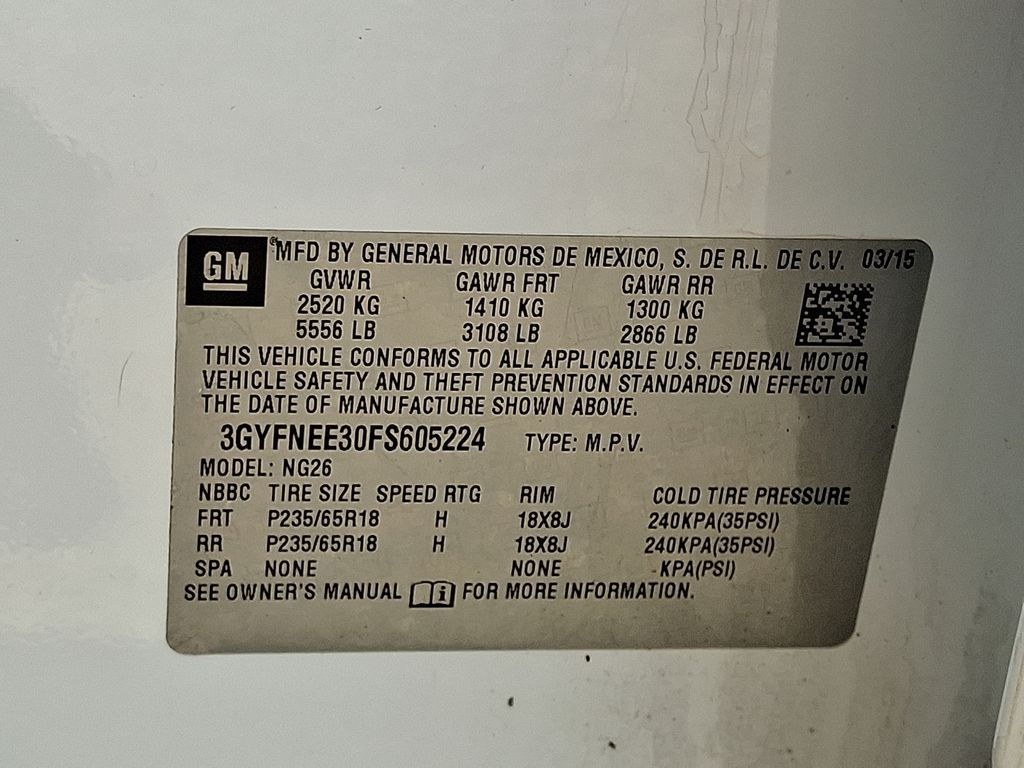 GM ® MFD BY GENERAL MOTORS DE MEXICO, S. DE R.L. DE C.V. 03/15
GVWR GAWR FRT GAWR RR
2520 KG 1410 KG 1300 KG
5556 LB 3108 LB 2866 LB
THIS VEHICLE CONFORMS TO ALL APPLICABLE U.S. FEDERAL MOTOR
VEHICLE SAFETY AND THEFT PREVENTION STANDARDS IN EFFECT ON
THE DATE OF MANUFACTURE SHOWN ABOVE.
3GYFNEE30FS605224 TYPE: M.P.V.
MODEL: NG26
NBBC TIRE SIZE SPEED RTG RIM COLD TIRE PRESSURE
FRT P235/65R18 H 18X8J 240KPA(35PSI)
RR P235/65R18 H 18X8J 240KPA(35PSI)
SPA NONE NONE -KPA(PSI)
SEE OWNER'S MANUAL i FOR MORE INFORMATION.